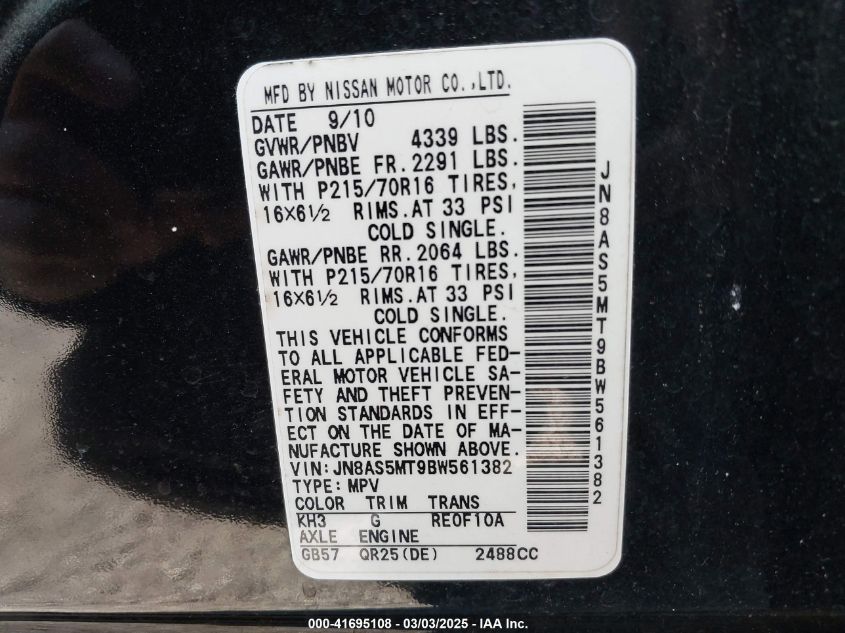 MFD BY NISSAN MOTOR CO.,LTD.
DATE 9/10
GVWR/PNBV 4339 LBS.
GAWR/PNBE FR.2291 LBS.
WITH P215/70R16 TIRES,
16X6½ RIMS.AT 33 PSI
COLD SINGLE.
GAWR/PNBE RR.2064 LBS.
WITH P215/70R16 TIRES,
16X6½ RIMS.AT 33 PSI
COLD SINGLE.
THIS VEHICLE CONFORMS
TO ALL APPLICABLE FED-
ERAL MOTOR VEHICLE SA-
FETY AND THEFT PREVEN-
TION STANDARDS IN EFF-
ECT ON THE DATE OF MA-
NUFACTURE SHOWN ABOVE.
VIN:JN8AS5MT9BW561382
TYPE:MPV
COLOR TRIM TRANS
KH3 G RE0F10A
AXLE ENGINE
GB57 QR25(DE) 2488CC
JN8AS5MT9BW561382
000-41695108 - 03/03/2025 - IAA Inc.